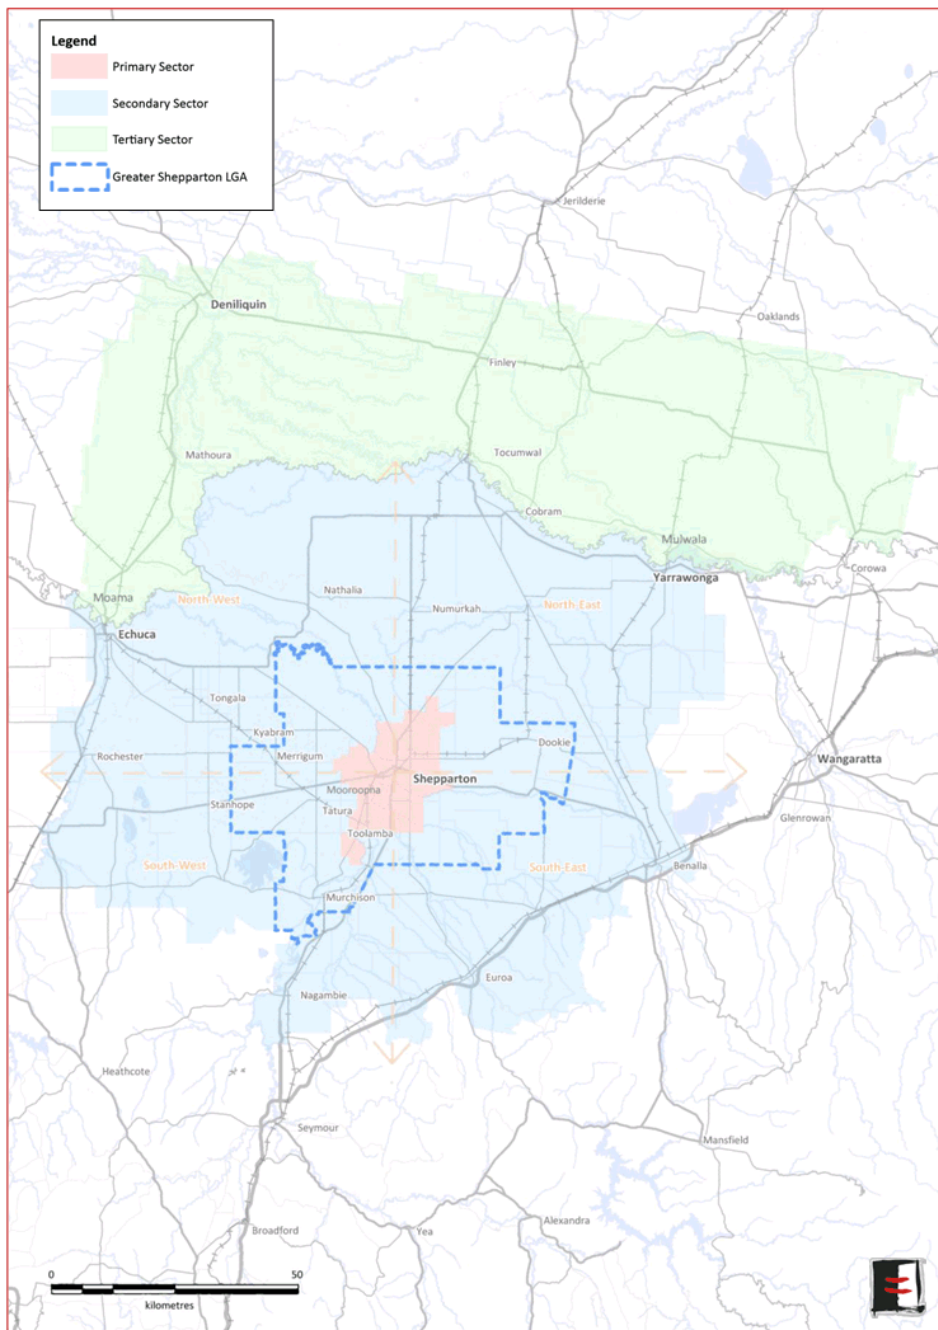 Legend
Primary Sector
Secondary Sector
Tertiary Sector
Greater Shepparton LGA
Jerilderie
Deniliquin
Oaklands
Finley
Mathoura
Tocumwal
Cobram
Mulwala
Corowa
Yarrawonga
Moama
North-West
Nathalia
Numurkah
North-East
Echuca
Tongala
Kyabram
Merrigum
Dookie
Rochester
Shepparton
Wangaratta
Mooroopna
Stanhope
Tatura
Toolamba
Glenrowan
South-West
South-East
Benalla
Murchison
Euroa
Nagambie
Heathcote
Seymour
Mansfield
Broadford
Yea
Alexandra
0 50
kilometres